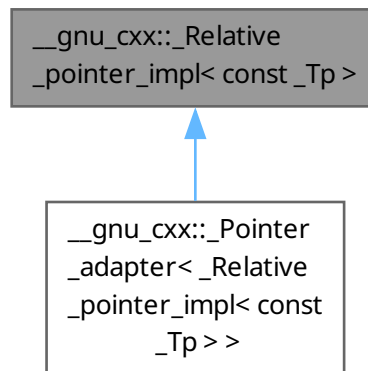 __gnu_cxx::_Relative
_pointer_impl< const _Tp >
__gnu_cxx::_Pointer
_adapter< _Relative
_pointer_impl< const
_Tp > >